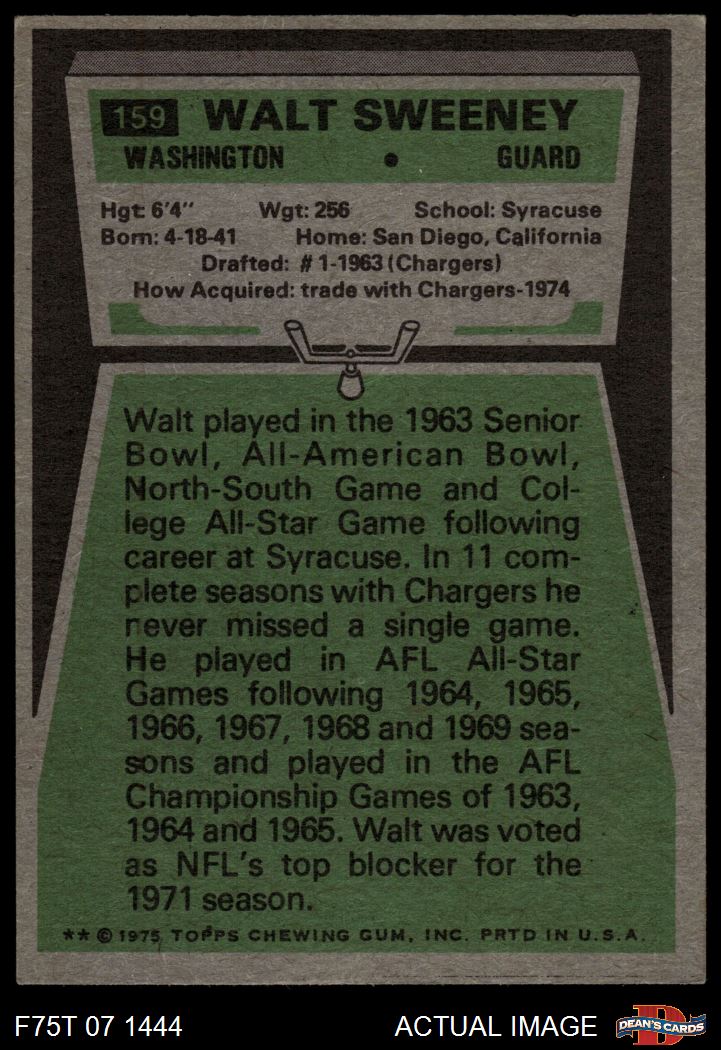 159 WALT SWEENEY
WASHINGTON • GUARD
Hgt: 6'4" Wgt: 256 School: Syracuse
Born: 4-18-41 Home: San Diego, California
Drafted: #1-1963 (Chargers)
How Acquired: trade with Chargers-1974
Walt played in the 1963 Senior
Bowl, All-American Bowl,
North-South Game and Col-
lege All-Star Game following
career at Syracuse. In 11 com-
plete seasons with Chargers he
never missed a single game.
He played in AFL All-Star
Games following 1964, 1965,
1966, 1967, 1968 and 1969 sea-
sons and played in the AFL
Championship Games of 1963,
1964 and 1965. Walt was voted
as NFL's top blocker for the
1971 season.
** © 1975 TOPPS CHEWING GUM, INC. PRTD IN U.S.A.
F75T 07 1444 ACTUAL IMAGE D DEAN'S CARDS